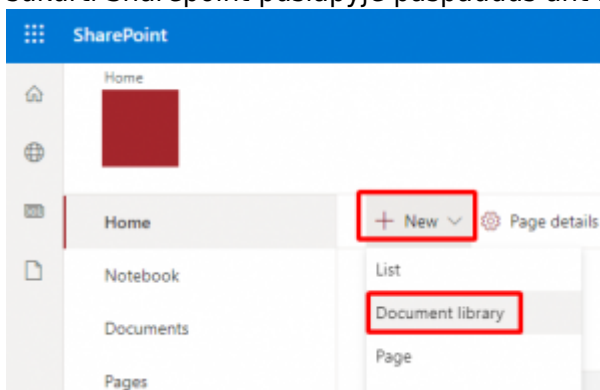 SharePoint
Home
Home
+ New
Page details
Notebook
List
Documents
Document library
Page
Pages